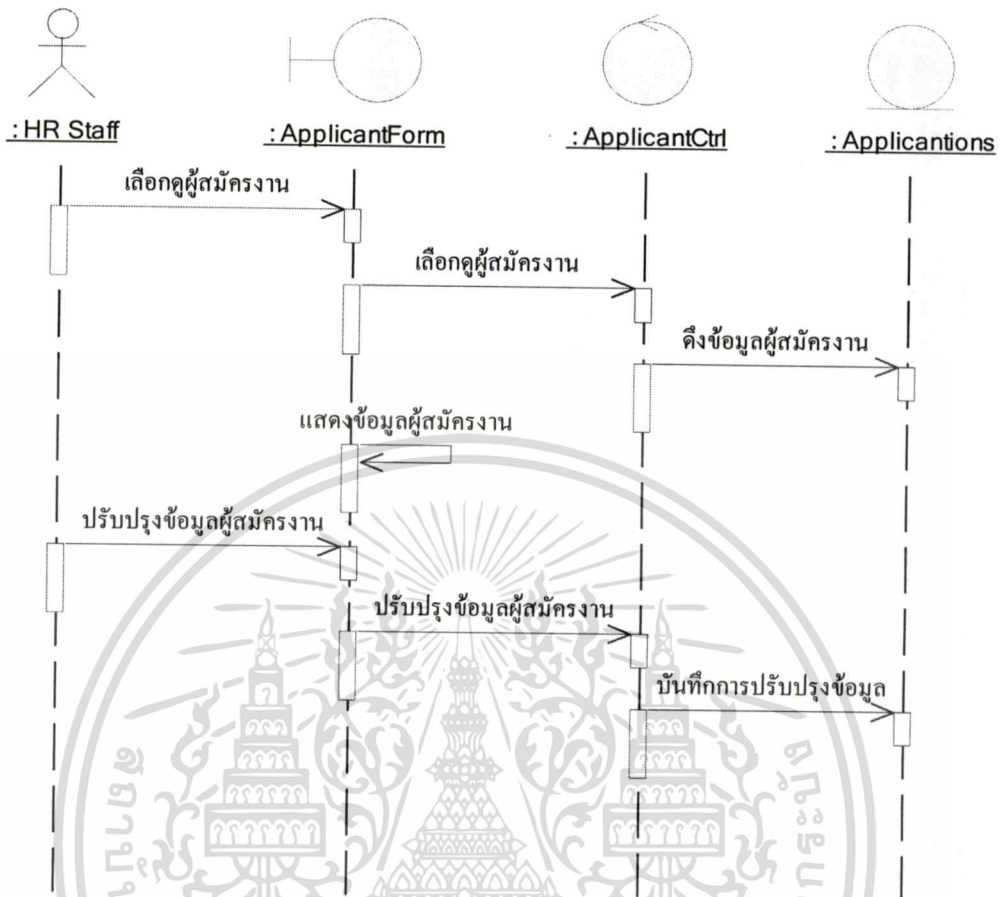 : HR Staff
: ApplicantForm
: ApplicantCtrl
: Applicantions
เลือกดูผู้สมัครงาน
เลือกดูผู้สมัครงาน
ดึงข้อมูลผู้สมัครงาน
แสดงข้อมูลผู้สมัครงาน
ปรับปรุงข้อมูลผู้สมัครงาน
ปรับปรุงข้อมูลผู้สมัครงาน
บันทึกการปรับปรุงข้อมูล